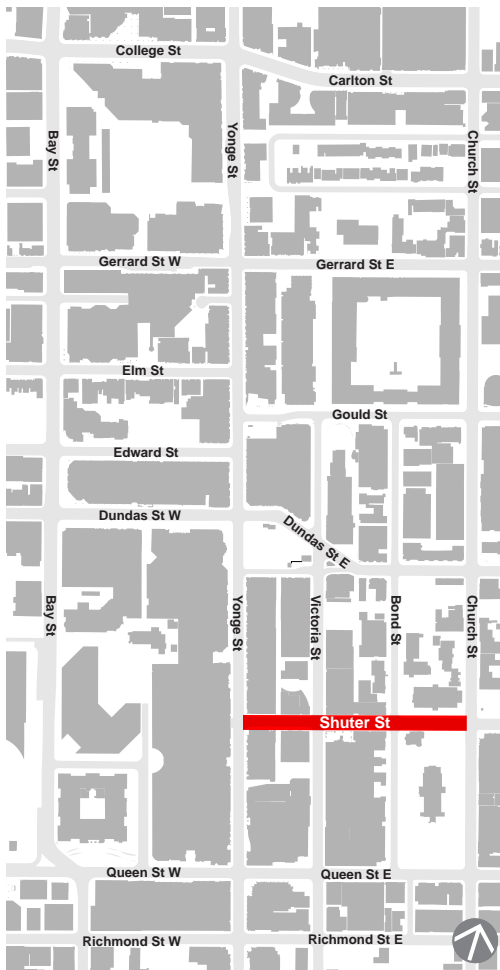 College St
Carlton St
Bay St
Yonge St
Church St
Gerrard St W
Gerrard St E
Elm St
Gould St
Edward St
Dundas St W
Dundas St E
Bay St
Yonge St
Victoria St
Bond St
Church St
Shuter St
Queen St W
Queen St E
Richmond St W
Richmond St E